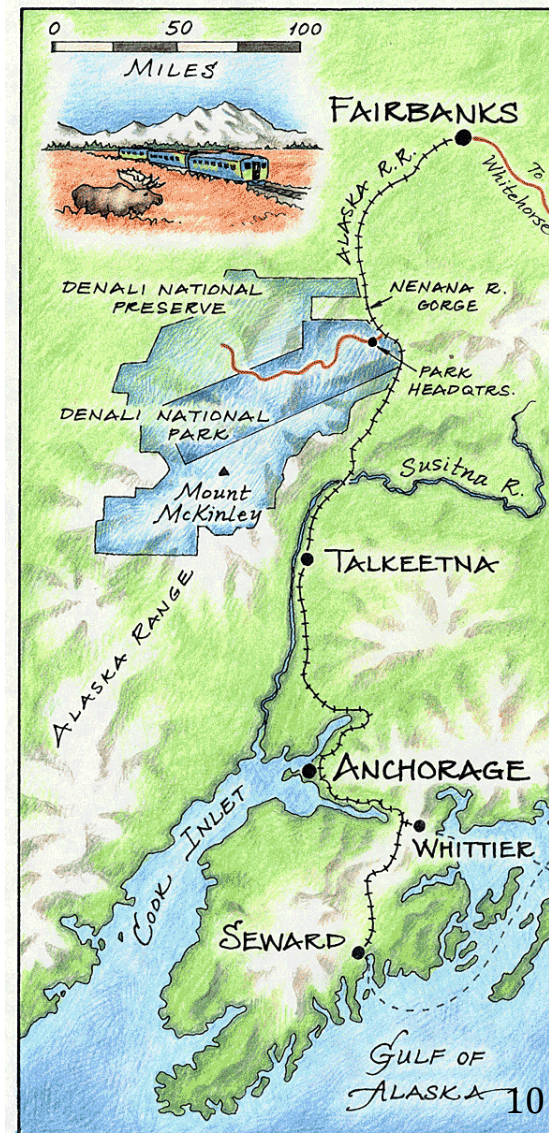 0 50 100
MILES
FAIRBANKS
To
Whitehorse
ALASKA R.R.
DENALI NATIONAL
PRESERVE
NENANA R.
GORGE
PARK
HEADQTRS.
DENALI NATIONAL
PARK
Susitna R.
Mount
McKinley
TALKEETNA
ALASKA RANGE
ANCHORAGE
COOK INLET
WHITTIER
SEWARD
GULF OF
ALASKA
10